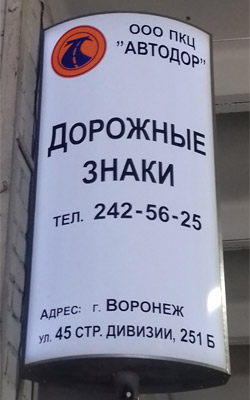 ООО ПКЦ
"АВТОДОР"
ДОРОЖНЫЕ
ЗНАКИ
ТЕЛ. 242-56-25
АДРЕС: г. ВОРОНЕЖ
УЛ. 45 СТР. ДИВИЗИИ, 251 Б